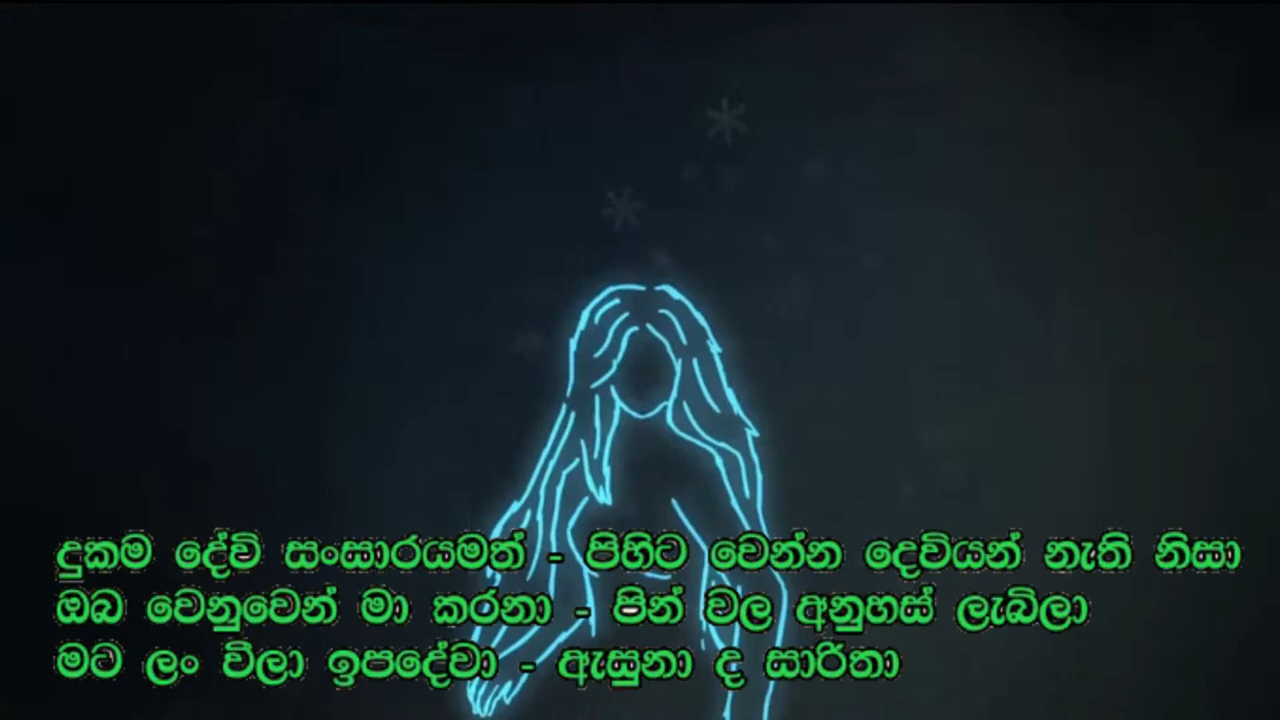 දුකම දේවි සංසාරයමත් - පිහිට වෙන්න දෙවියන් නැති නිසා
ඔබ වෙනුවෙන් මා කරනා - පින් වල අනුහස් ලැබිලා
මට ලං විලා ඉපදේවා - ඇසුනා ද සාරිතා